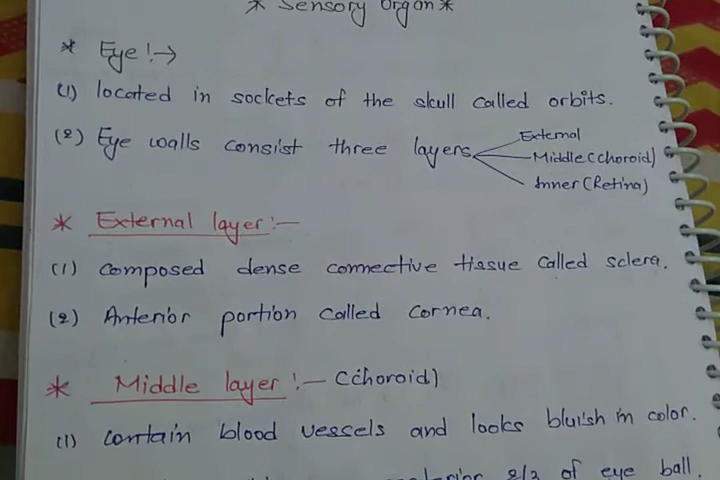 * Sensory Organ *
* Eye !→
(1) located in sockets of the skull called orbits.
(2) Eye walls consist three layers
External
Middle (Choroid)
Inner (Retina)
* External layer :—
(1) composed dense connective tissue called sclera.
(2) Anterior portion called cornea.
* Middle layer :— (Choroid)
(1) contain blood vessels and looks bluish in color.
2/3 of eye ball.